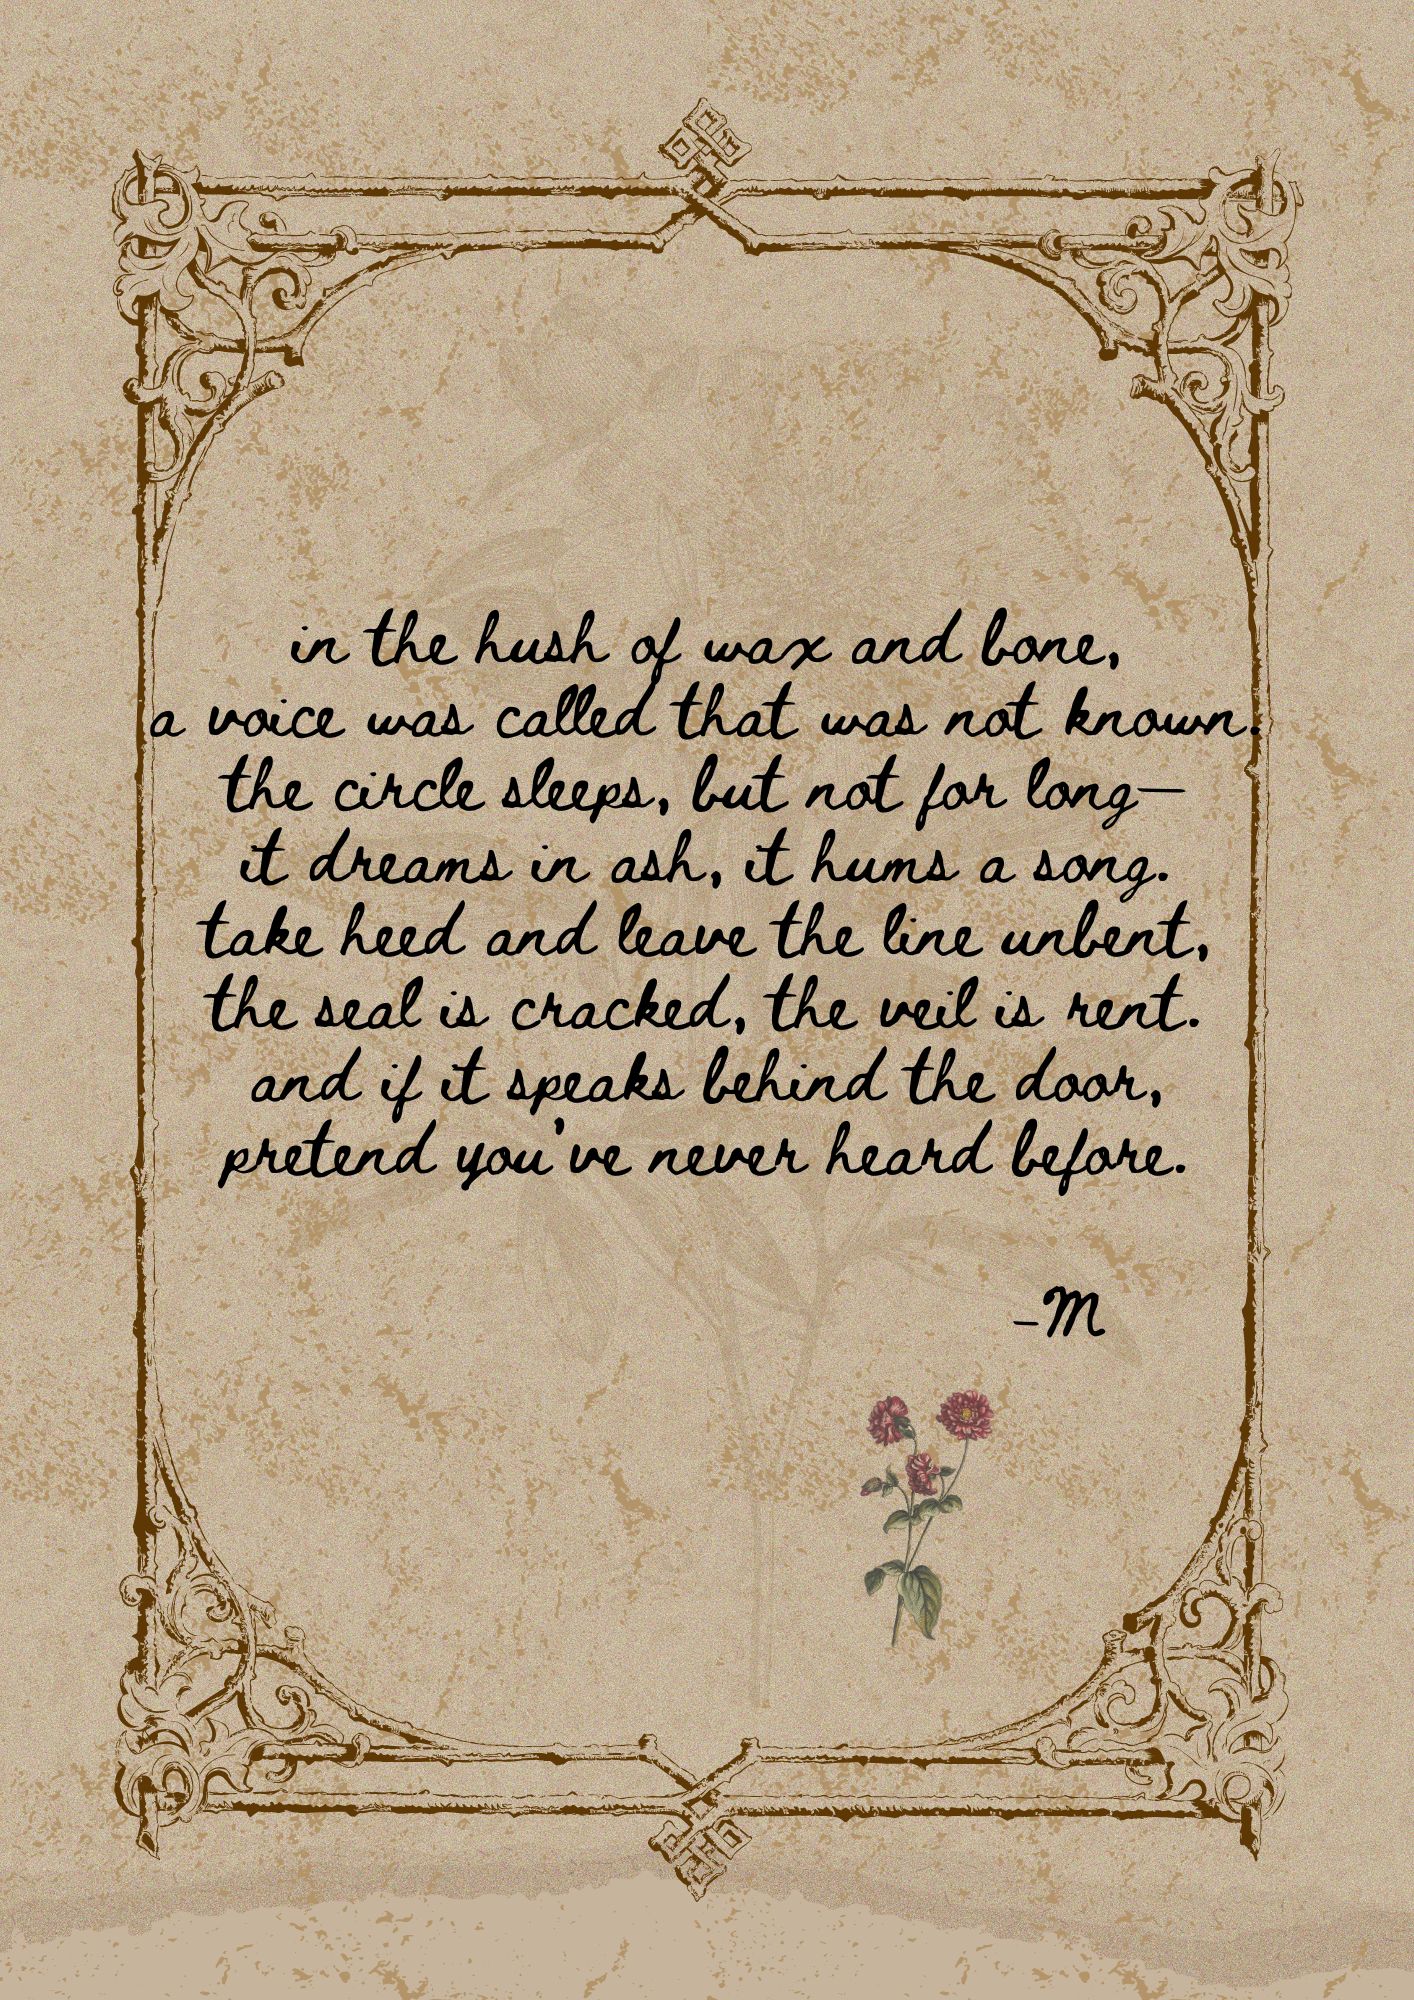 in the hush of wax and bone,
a voice was called that was not known.
the circle sleeps, but not for long—
it dreams in ash, it hums a song.
take heed and leave the line unbent,
the seal is cracked, the veil is rent.
and if it speaks behind the door,
pretend you've never heard before.
-M